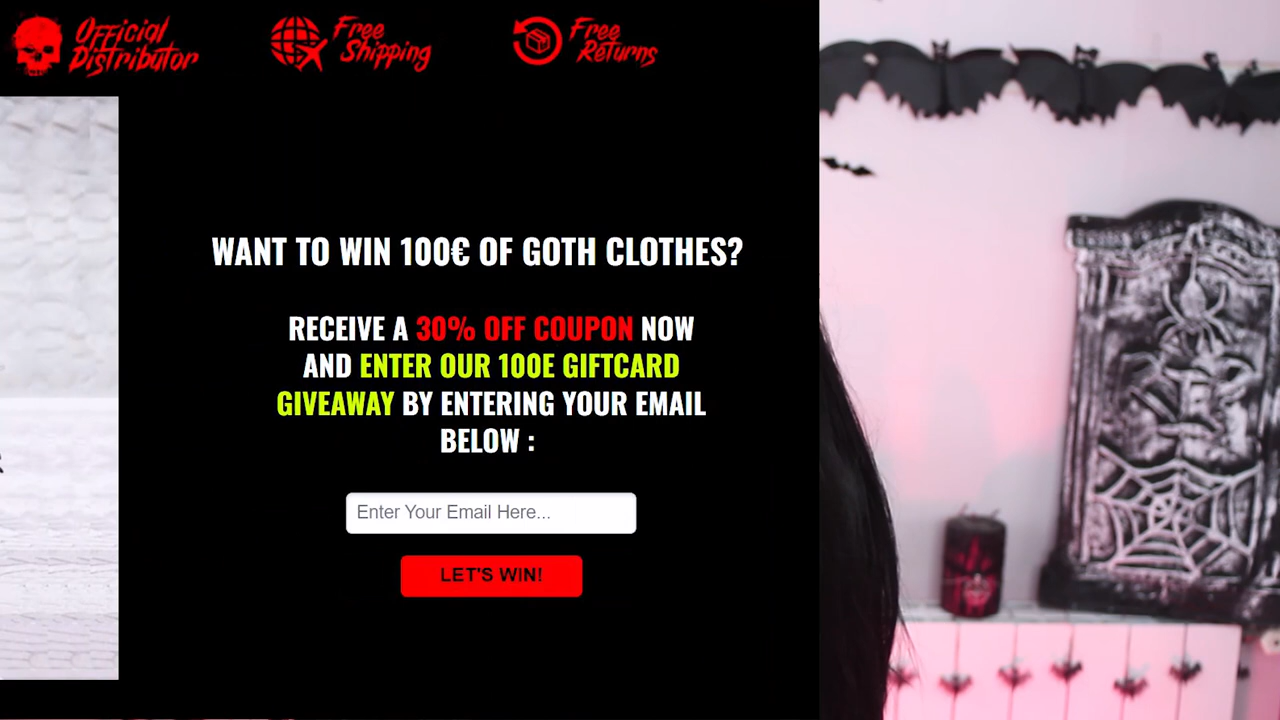 Official
Distributor
Free
Shipping
Free
Returns
WANT TO WIN 100€ OF GOTH CLOTHES?
RECEIVE A 30% OFF COUPON NOW
AND ENTER OUR 100E GIFTCARD
GIVEAWAY BY ENTERING YOUR EMAIL
BELOW :
Enter Your Email Here...
LET'S WIN!